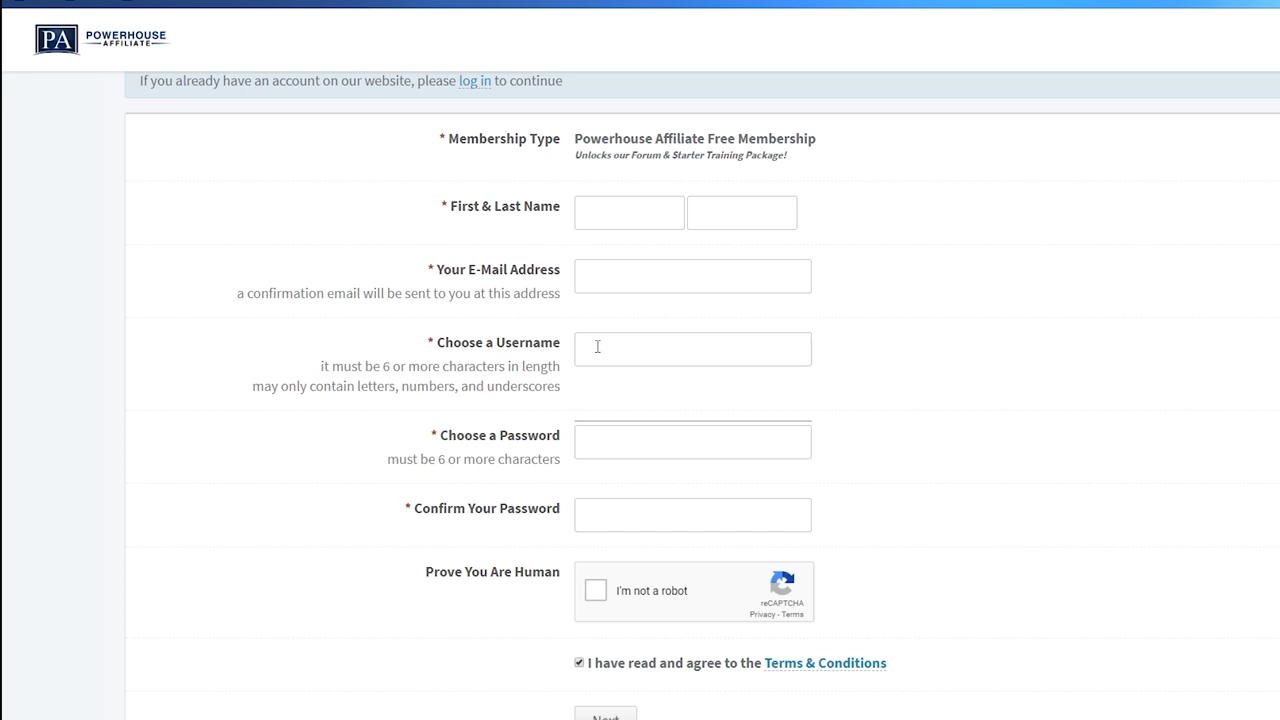 PA POWERHOUSE
AFFILIATE
If you already have an account on our website, please log in to continue
* Membership Type Powerhouse Affiliate Free Membership
Unlocks our Forum & Starter Training Package!
* First & Last Name
* Your E-Mail Address
a confirmation email will be sent to you at this address
* Choose a Username
it must be 6 or more characters in length
may only contain letters, numbers, and underscores
* Choose a Password
must be 6 or more characters
* Confirm Your Password
Prove You Are Human
I'm not a robot
reCAPTCHA
Privacy - Terms
I have read and agree to the Terms & Conditions
Next